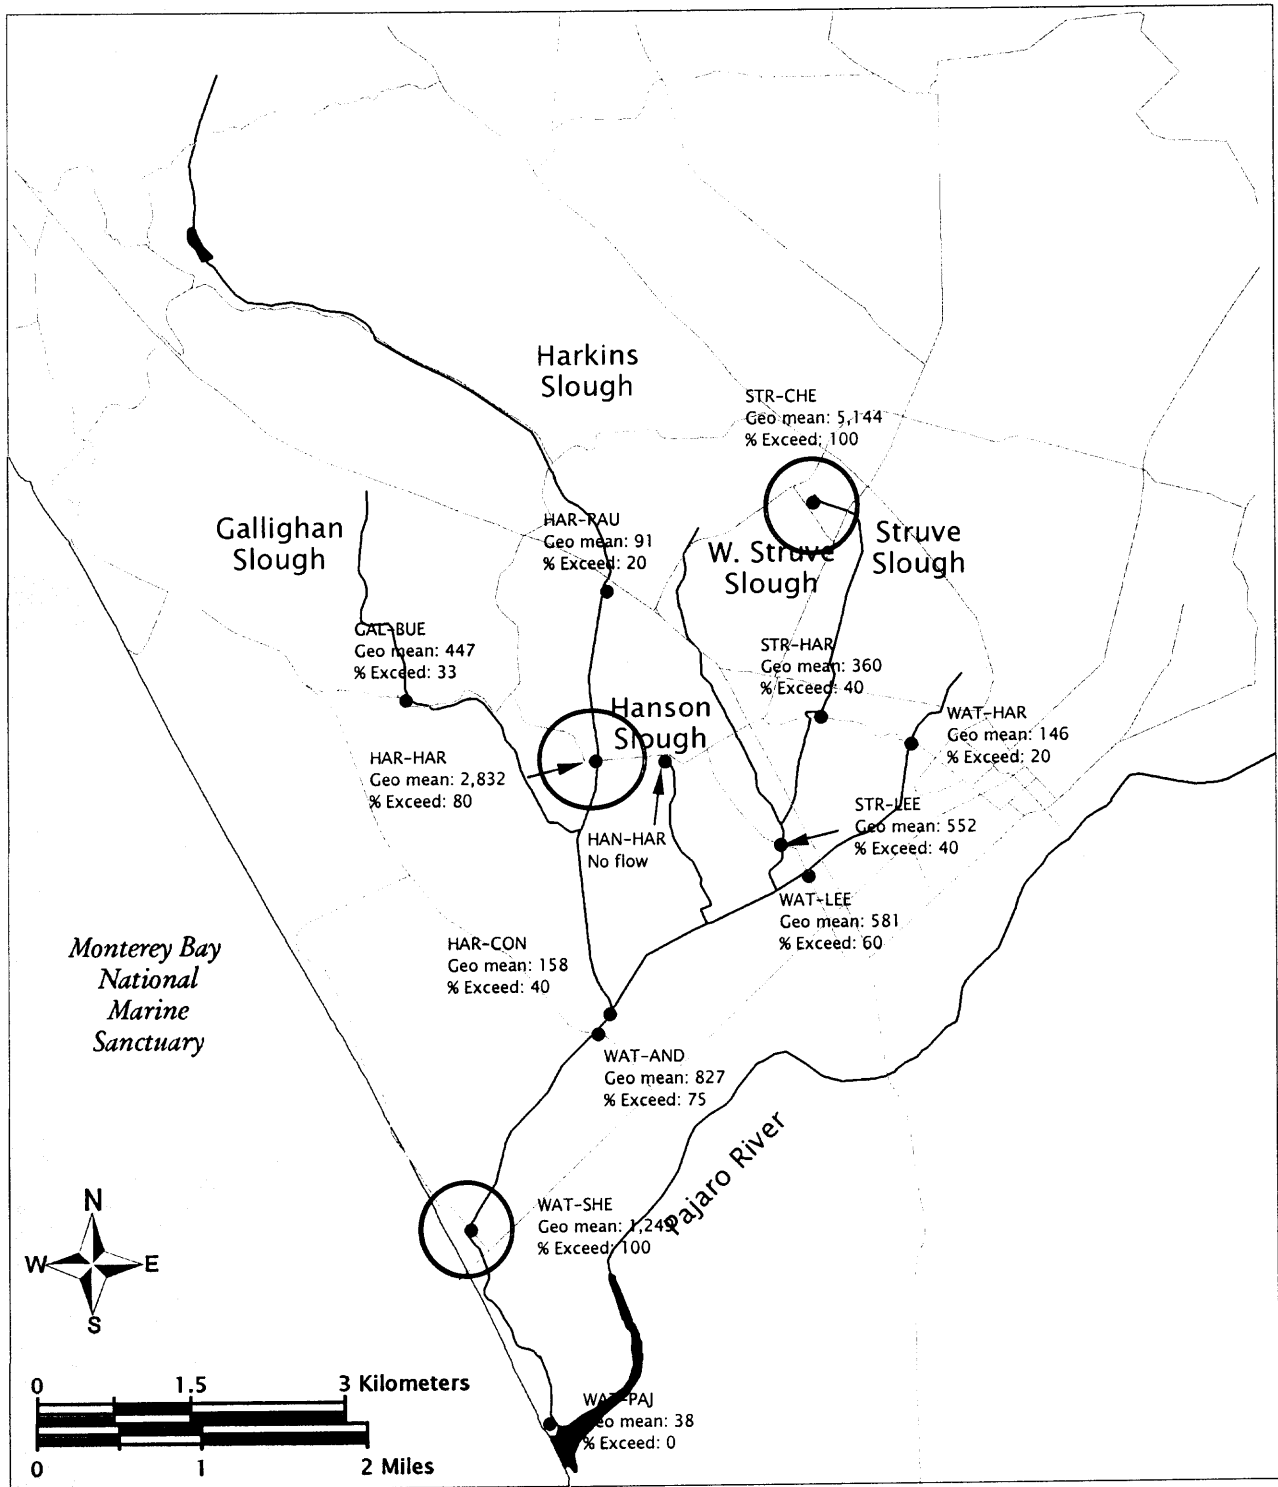 Harkins
Slough
STR-CHE
Geo mean: 5,144
% Exceed: 100
Gallighan
Slough
HAR-PAU
Geo mean: 91
% Exceed: 20
W. Struve
Slough
Struve
Slough
GAL-BUE
Geo mean: 447
% Exceed: 33
STR-HAR
Geo mean: 360
% Exceed: 40
Hanson
Slough
WAT-HAR
Geo mean: 146
% Exceed: 20
HAR-HAR
Geo mean: 2,832
% Exceed: 80
HAN-HAR
No flow
STR-LEE
Geo mean: 552
% Exceed: 40
WAT-LEE
Geo mean: 581
% Exceed: 60
HAR-CON
Geo mean: 158
% Exceed: 40
Monterey Bay
National
Marine
Sanctuary
WAT-AND
Geo mean: 827
% Exceed: 75
Pajaro River
WAT-SHE
Geo mean: 1,249
% Exceed: 100
N
W E
S
0 1.5 3 Kilometers
0 1 2 Miles
WAT-PAJ
Geo mean: 38
% Exceed: 0